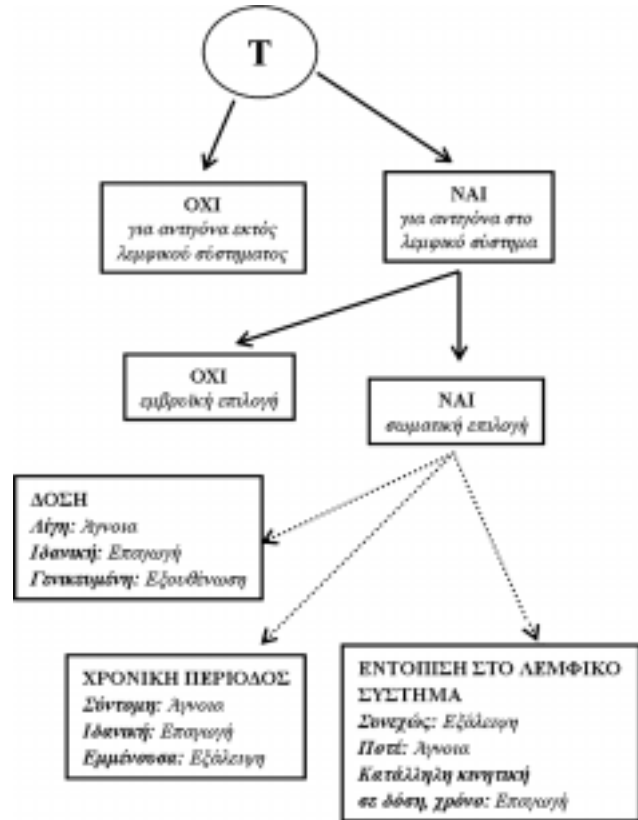 Τ
ΟΧΙ
για αντιγόνα εκτός
λεμφικού σύστηματος
ΝΑΙ
για αντιγόνα στο
λεμφικό σύστημα
ΟΧΙ
εμβρυϊκή επιλογή
ΝΑΙ
σωματική επιλογή
ΔΟΣΗ
Λίγη: Άγνοια
Ιδανική: Επαγωγή
Γενικευμένη: Εξουθένωση
ΧΡΟΝΙΚΗ ΠΕΡΙΟΔΟΣ
Σύντομη: Άγνοια
Ιδανική: Επαγωγή
Εμμένουσα: Εξάλειψη
ΕΝΤΟΠΙΣΗ ΣΤΟ ΛΕΜΦΙΚΟ
ΣΥΣΤΗΜΑ
Συνεχώς: Εξάλειψη
Ποτέ: Άγνοια
Κατάλληλη κινητική
σε δόση, χρόνο: Επαγωγή